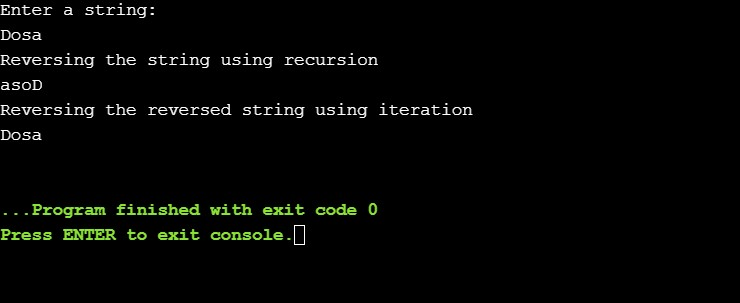 Enter a string:
Dosa
Reversing the string using recursion
asoD
Reversing the reversed string using iteration
Dosa
...Program finished with exit code 0
Press ENTER to exit console.